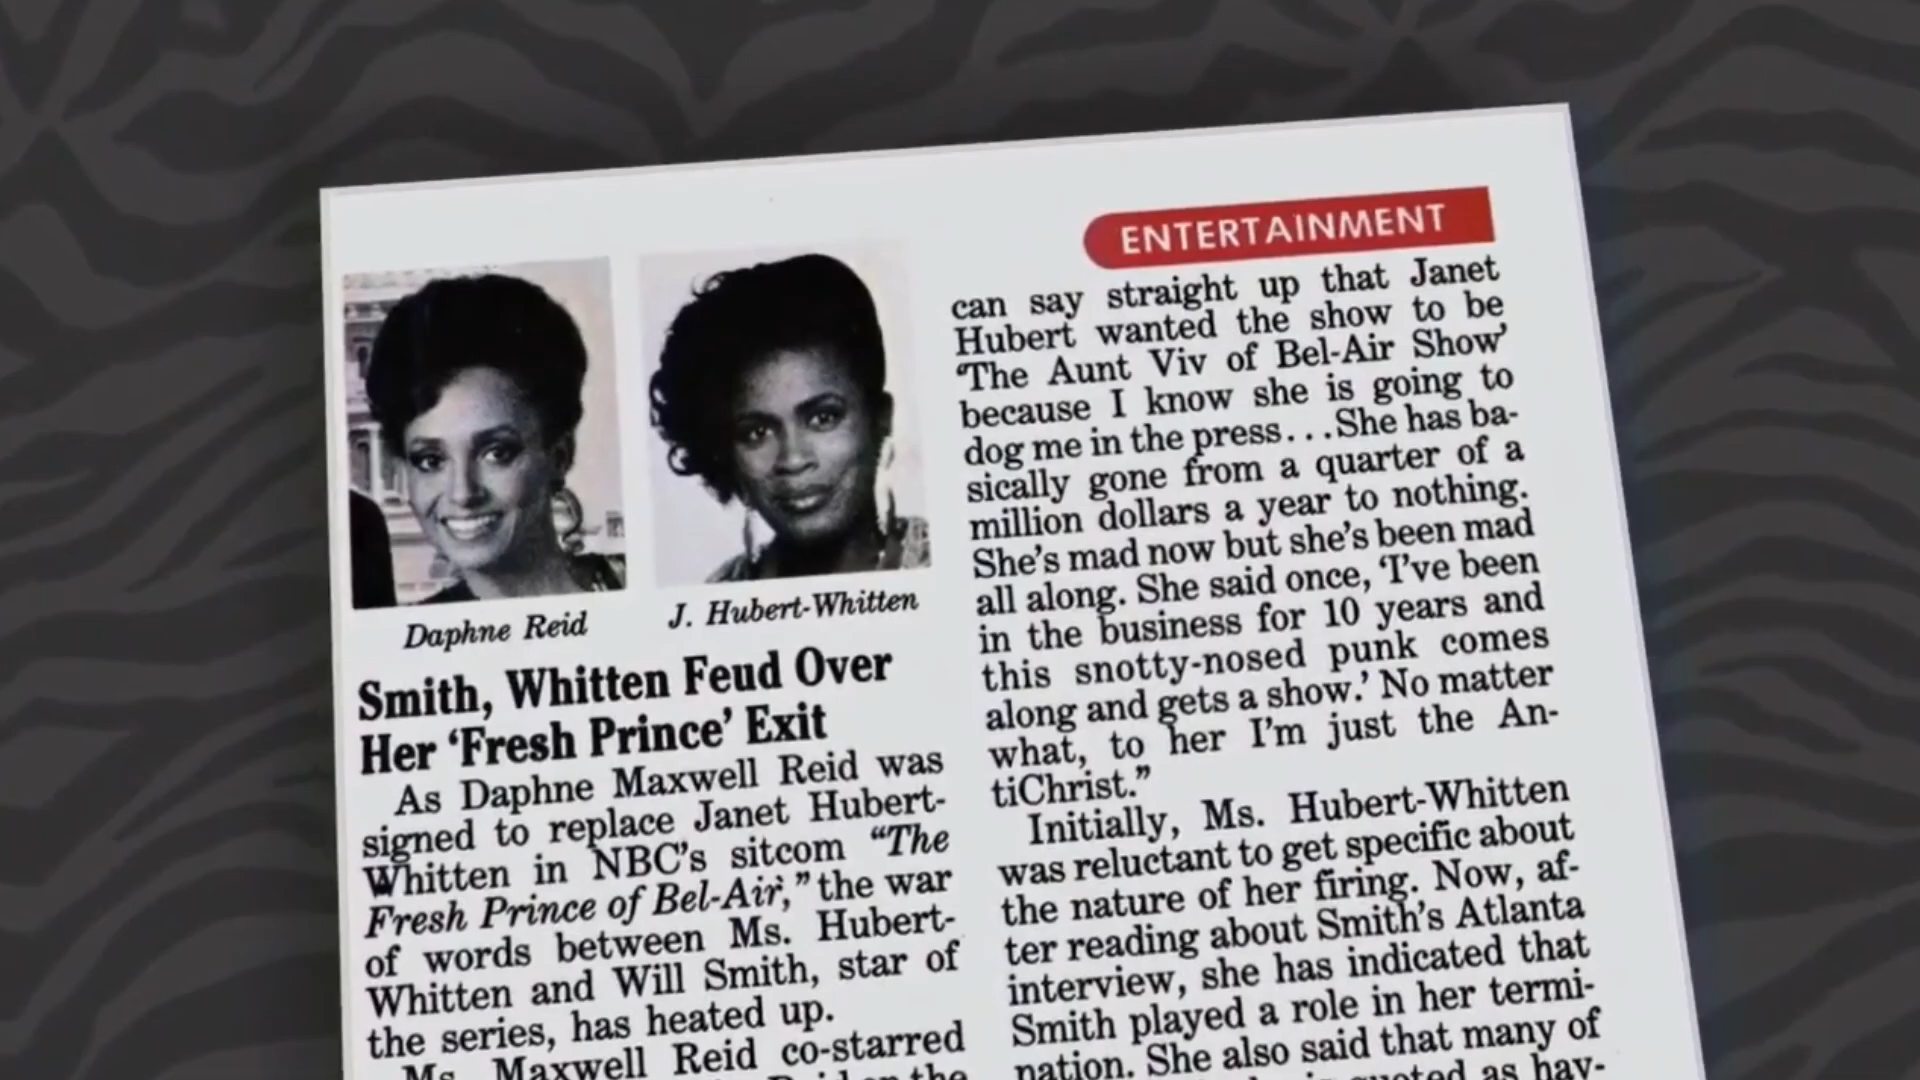 Daphne Reid
J. Hubert-Whitten
Smith, Whitten Feud Over
Her ‘Fresh Prince’ Exit
As Daphne Maxwell Reid was
signed to replace Janet Hubert-
Whitten in NBC’s sitcom “The
Fresh Prince of Bel-Air,” the war
of words between Ms. Hubert-
Whitten and Will Smith, star of
the series, has heated up.
Ms. Maxwell Reid co-starred
ENTERTAINMENT
can say straight up that Janet
Hubert wanted the show to be
‘The Aunt Viv of Bel-Air Show’
because I know she is going to
dog me in the press...She has ba-
sically gone from a quarter of a
million dollars a year to nothing.
She’s mad now but she’s been mad
all along. She said once, ‘I’ve been
in the business for 10 years and
this snotty-nosed punk comes
along and gets a show.’ No matter
what, to her I’m just the An-
tiChrist.”
Initially, Ms. Hubert-Whitten
was reluctant to get specific about
the nature of her firing. Now, af-
ter reading about Smith’s Atlanta
interview, she has indicated that
Smith played a role in her termi-
nation. She also said that many of
quoted as hav-